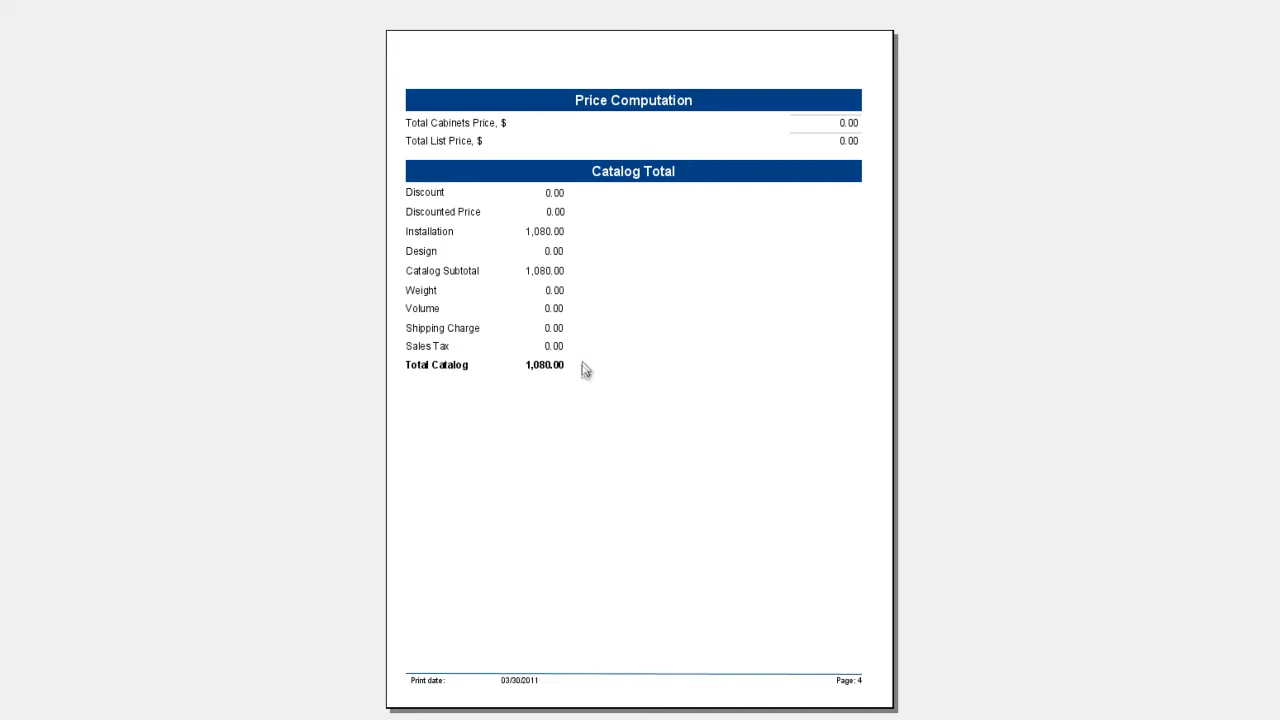 Price Computation
Total Cabinets Price, $ 0.00
Total List Price, $ 0.00
Catalog Total
Discount 0.00
Discounted Price 0.00
Installation 1,080.00
Design 0.00
Catalog Subtotal 1,080.00
Weight 0.00
Volume 0.00
Shipping Charge 0.00
Sales Tax 0.00
Total Catalog 1,080.00
Print date: 03/30/2011 Page: 4